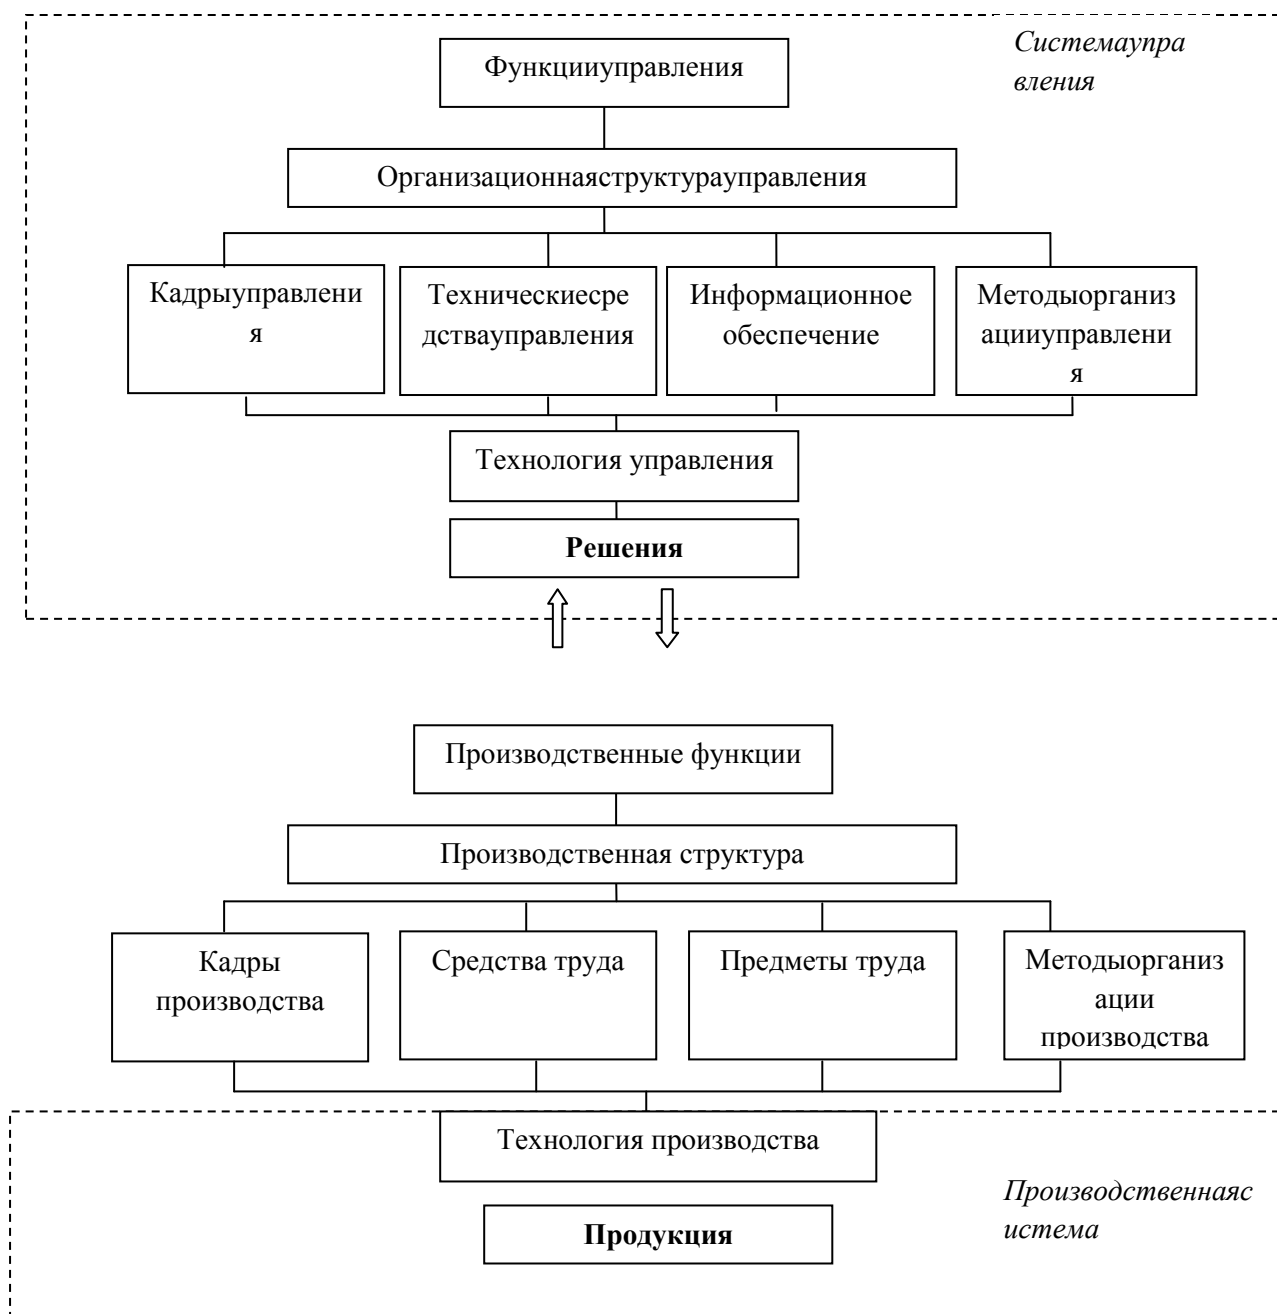 Системаупра
вления
Функцииуправления
Организационнаяструктурауправления
Кадрыуправлени
я
Техническиесре
дствауправления
Информационное
обеспечение
Методыорганиз
ацииуправлени
я
Технология управления
Решения
Производственные функции
Производственная структура
Кадры
производства
Средства труда
Предметы труда
Методыорганиз
ации
производства
Технология производства
Производственнаяс
истема
Продукция